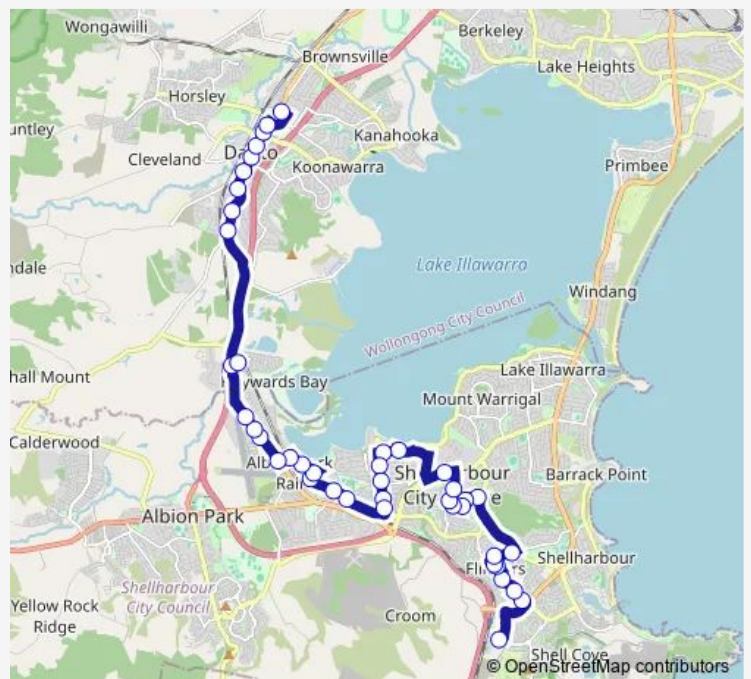 Wongawilli
Berkeley
Brownsville
Lake Heights
Horsley
untley
Kanahooka
Cleveland
Koonawarra
Primbee
Lake Illawarra
ndale
Windang
Wollongong City Council
hall Mount
Lake Illawarra
Mount Warrigal
Calderwood
Barrack Point
Albion Park
Shellharbour
Shellharbour
City Council
Yellow Rock
Ridge
Croom
Shell Cove
© OpenStreetMap contributors